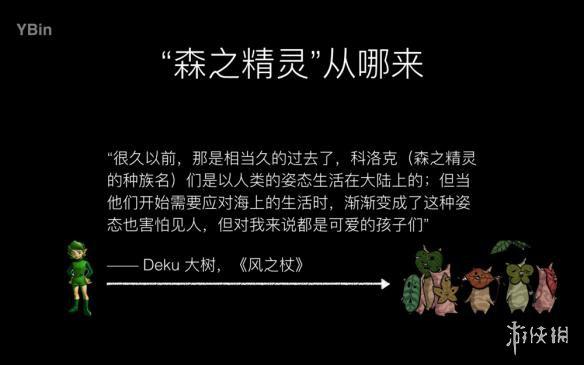 YBin
“森之精灵”从哪来
“很久以前，那是相当久的过去了，科洛克（森之精灵
的种族名）们是以人类的姿态生活在大陆上的；但当
他们开始需要应对海上的生活时，渐渐变成了这种姿
态也害怕见人，但对我来说都是可爱的孩子们”
—— Deku 大树，《风之杖》
游侠网